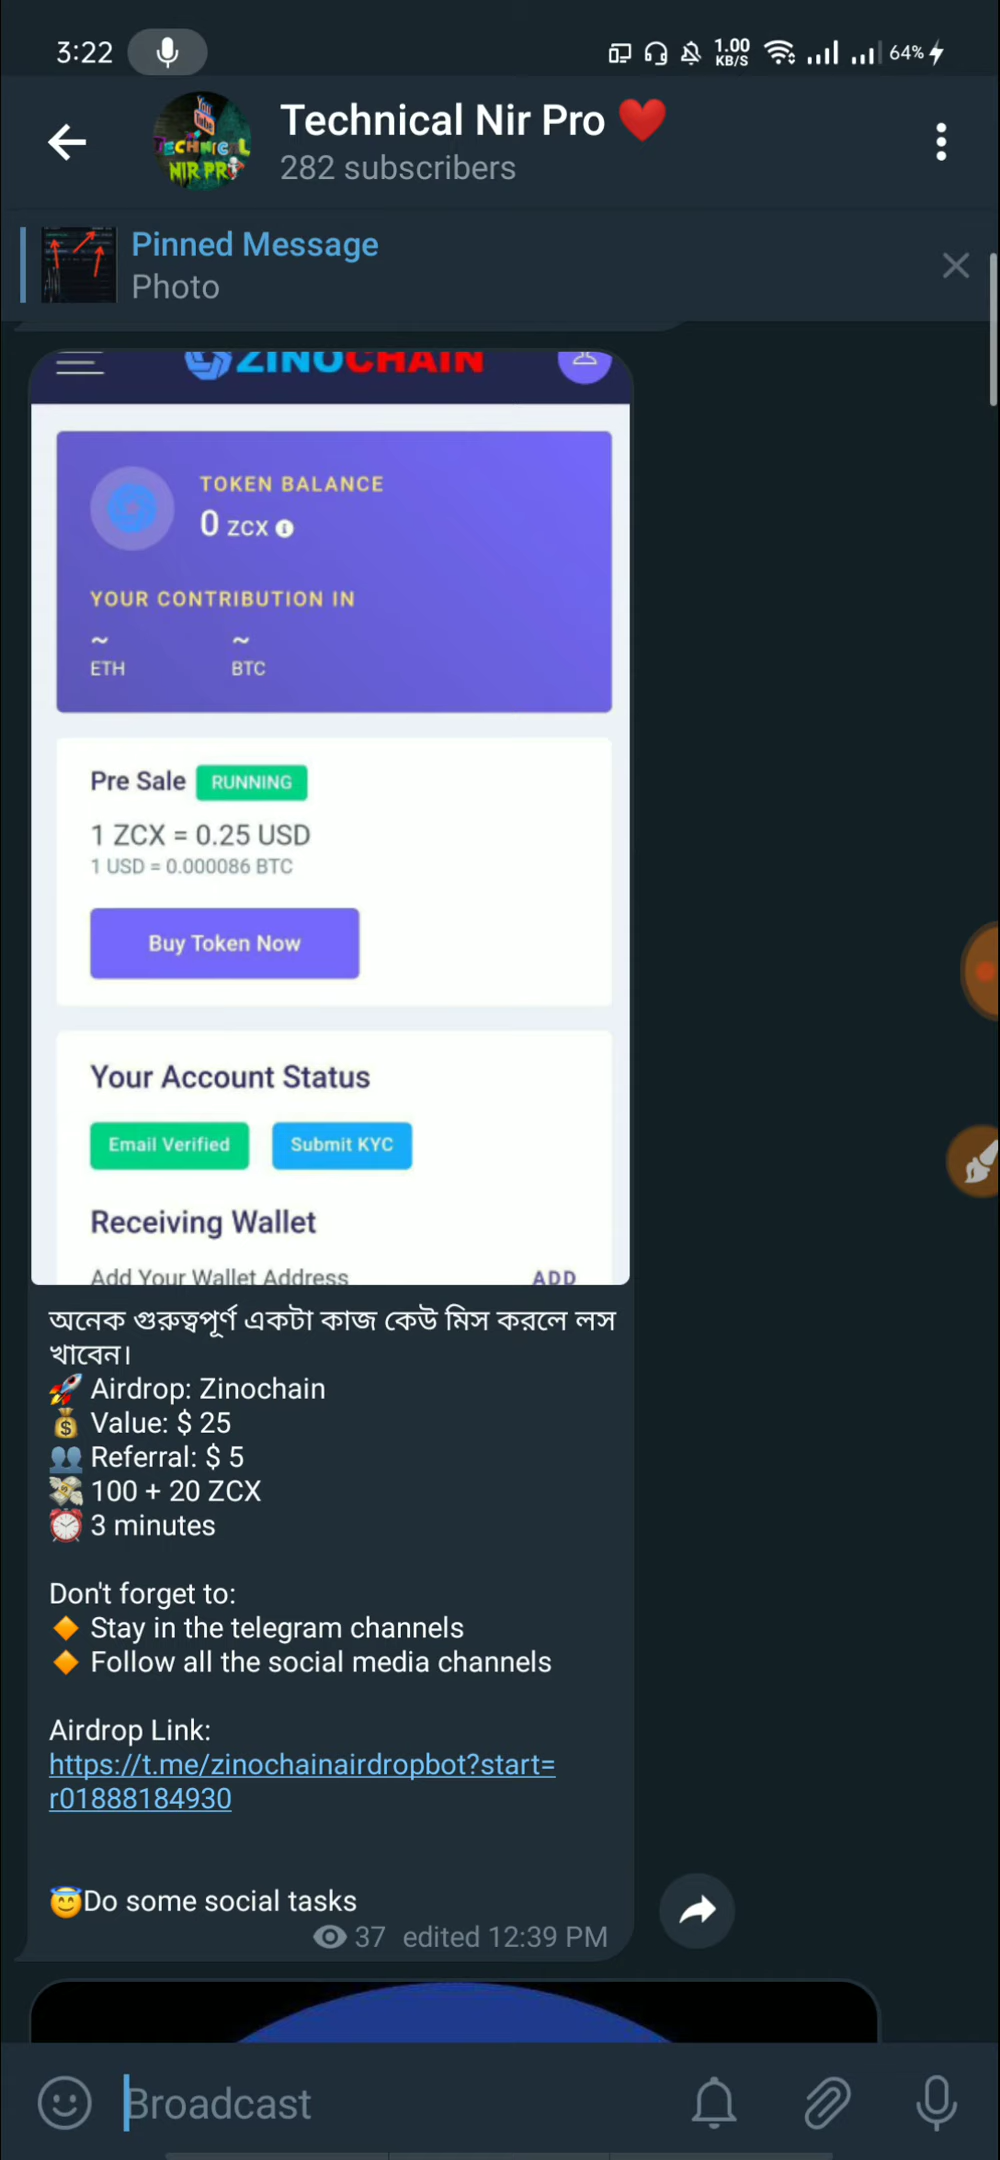 3:22
1.00
KB/S
64%
Technical Nir Pro ❤️
282 subscribers
TECHNICAL
NIR PRO
Pinned Message
Photo
ZINOCHAIN
TOKEN BALANCE
0 ZCX
YOUR CONTRIBUTION IN
~ ~
ETH BTC
Pre Sale RUNNING
1 ZCX = 0.25 USD
1 USD = 0.000086 BTC
Buy Token Now
Your Account Status
Email Verified Submit KYC
Receiving Wallet
Add Your Wallet Address ADD
অনেক গুরুত্বপূর্ণ একটা কাজ কেউ মিস করলে লস
খাবেন।
🚀 Airdrop: Zinochain
💰 Value: $ 25
👥 Referral: $ 5
💸 100 + 20 ZCX
⏰ 3 minutes
Don't forget to:
🔸 Stay in the telegram channels
🔸 Follow all the social media channels
Airdrop Link:
https://t.me/zinochainairdropbot?start=
r01888184930
😇Do some social tasks
37 edited 12:39 PM
Broadcast